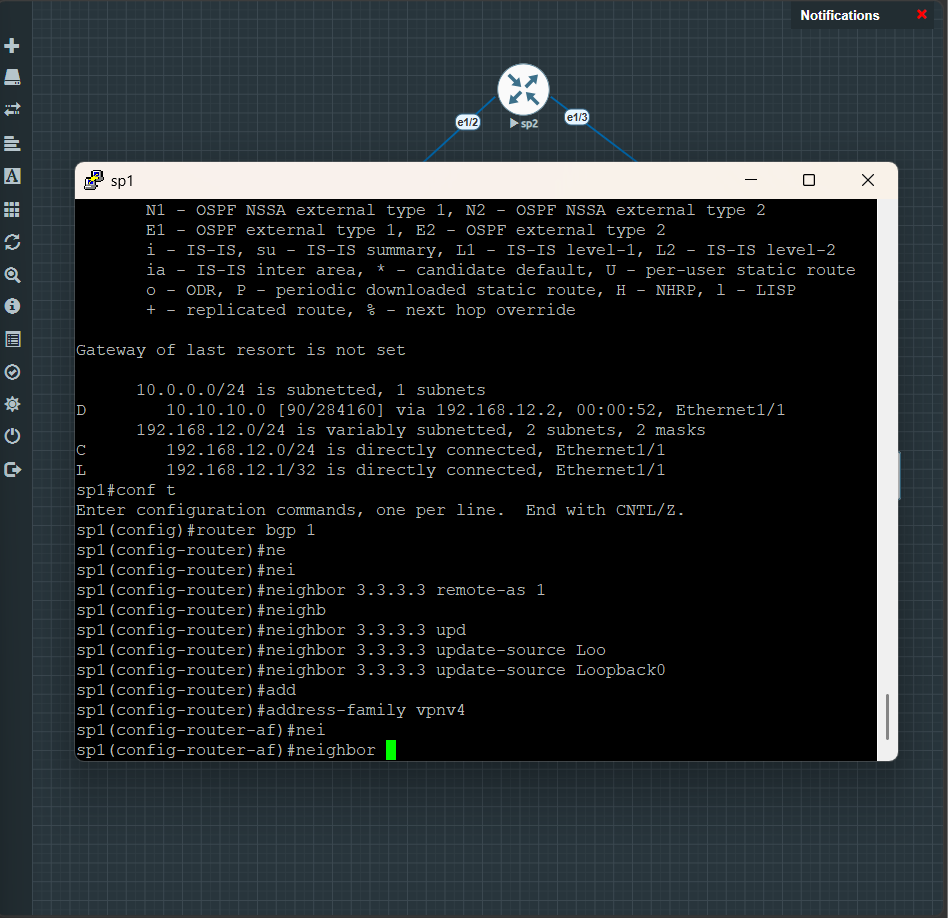 Notifications
e1/2
e1/3
sp2
sp1
N1 - OSPF NSSA external type 1, N2 - OSPF NSSA external type 2
E1 - OSPF external type 1, E2 - OSPF external type 2
i - IS-IS, su - IS-IS summary, L1 - IS-IS level-1, L2 - IS-IS level-2
ia - IS-IS inter area, * - candidate default, U - per-user static route
o - ODR, P - periodic downloaded static route, H - NHRP, l - LISP
+ - replicated route, % - next hop override
Gateway of last resort is not set
10.0.0.0/24 is subnetted, 1 subnets
D 10.10.10.0 [90/284160] via 192.168.12.2, 00:00:52, Ethernet1/1
192.168.12.0/24 is variably subnetted, 2 subnets, 2 masks
C 192.168.12.0/24 is directly connected, Ethernet1/1
L 192.168.12.1/32 is directly connected, Ethernet1/1
sp1#conf t
Enter configuration commands, one per line. End with CNTL/Z.
sp1(config)#router bgp 1
sp1(config-router)#ne
sp1(config-router)#nei
sp1(config-router)#neighbor 3.3.3.3 remote-as 1
sp1(config-router)#neighb
sp1(config-router)#neighbor 3.3.3.3 upd
sp1(config-router)#neighbor 3.3.3.3 update-source Loo
sp1(config-router)#neighbor 3.3.3.3 update-source Loopback0
sp1(config-router)#add
sp1(config-router)#address-family vpnv4
sp1(config-router-af)#nei
sp1(config-router-af)#neighbor